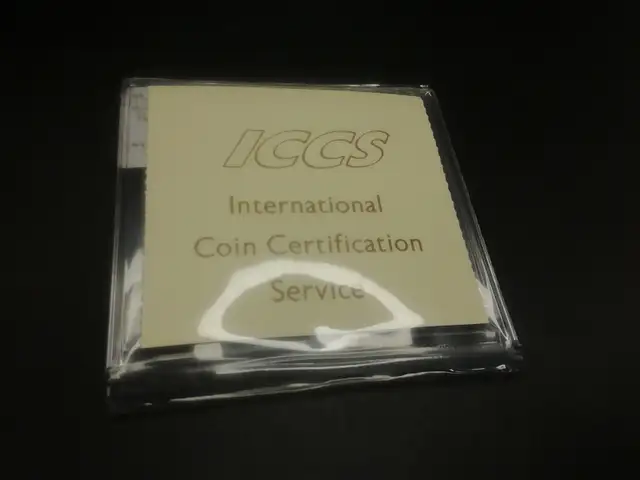 ICCS
International
Coin Certification
Service